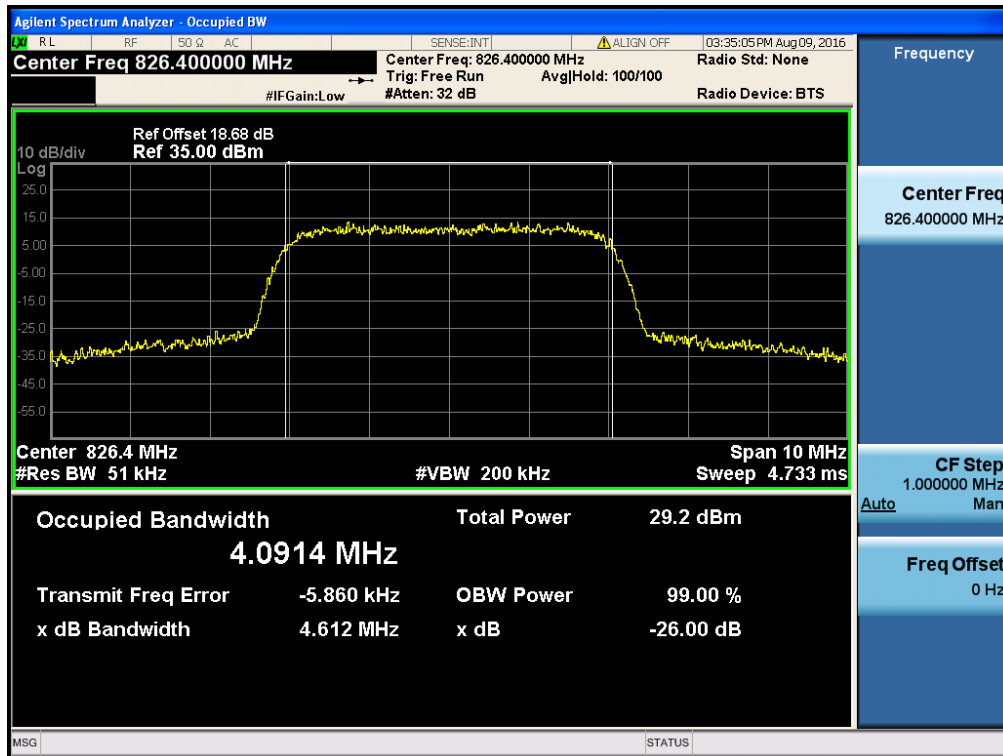 Agilent Spectrum Analyzer - Occupied BW
LXI RL RF 50 Ω AC SENSE:INT ALIGN OFF 03:35:05 PM Aug 09, 2016
Center Freq 826.400000 MHz
Center Freq: 826.400000 MHz Radio Std: None
Trig: Free Run Avg|Hold: 100/100
#IFGain:Low #Atten: 32 dB Radio Device: BTS
Ref Offset 18.68 dB
10 dB/div Ref 35.00 dBm
Log
25.0
15.0
5.00
-5.00
-15.0
-25.0
-35.0
-45.0
-55.0
Center 826.4 MHz Span 10 MHz
#Res BW 51 kHz #VBW 200 kHz Sweep 4.733 ms
Occupied Bandwidth Total Power 29.2 dBm
4.0914 MHz
Transmit Freq Error -5.860 kHz OBW Power 99.00 %
x dB Bandwidth 4.612 MHz x dB -26.00 dB
Frequency
Center Freq
826.400000 MHz
CF Step
1.000000 MHz
Auto Man
Freq Offset
0 Hz
MSG STATUS